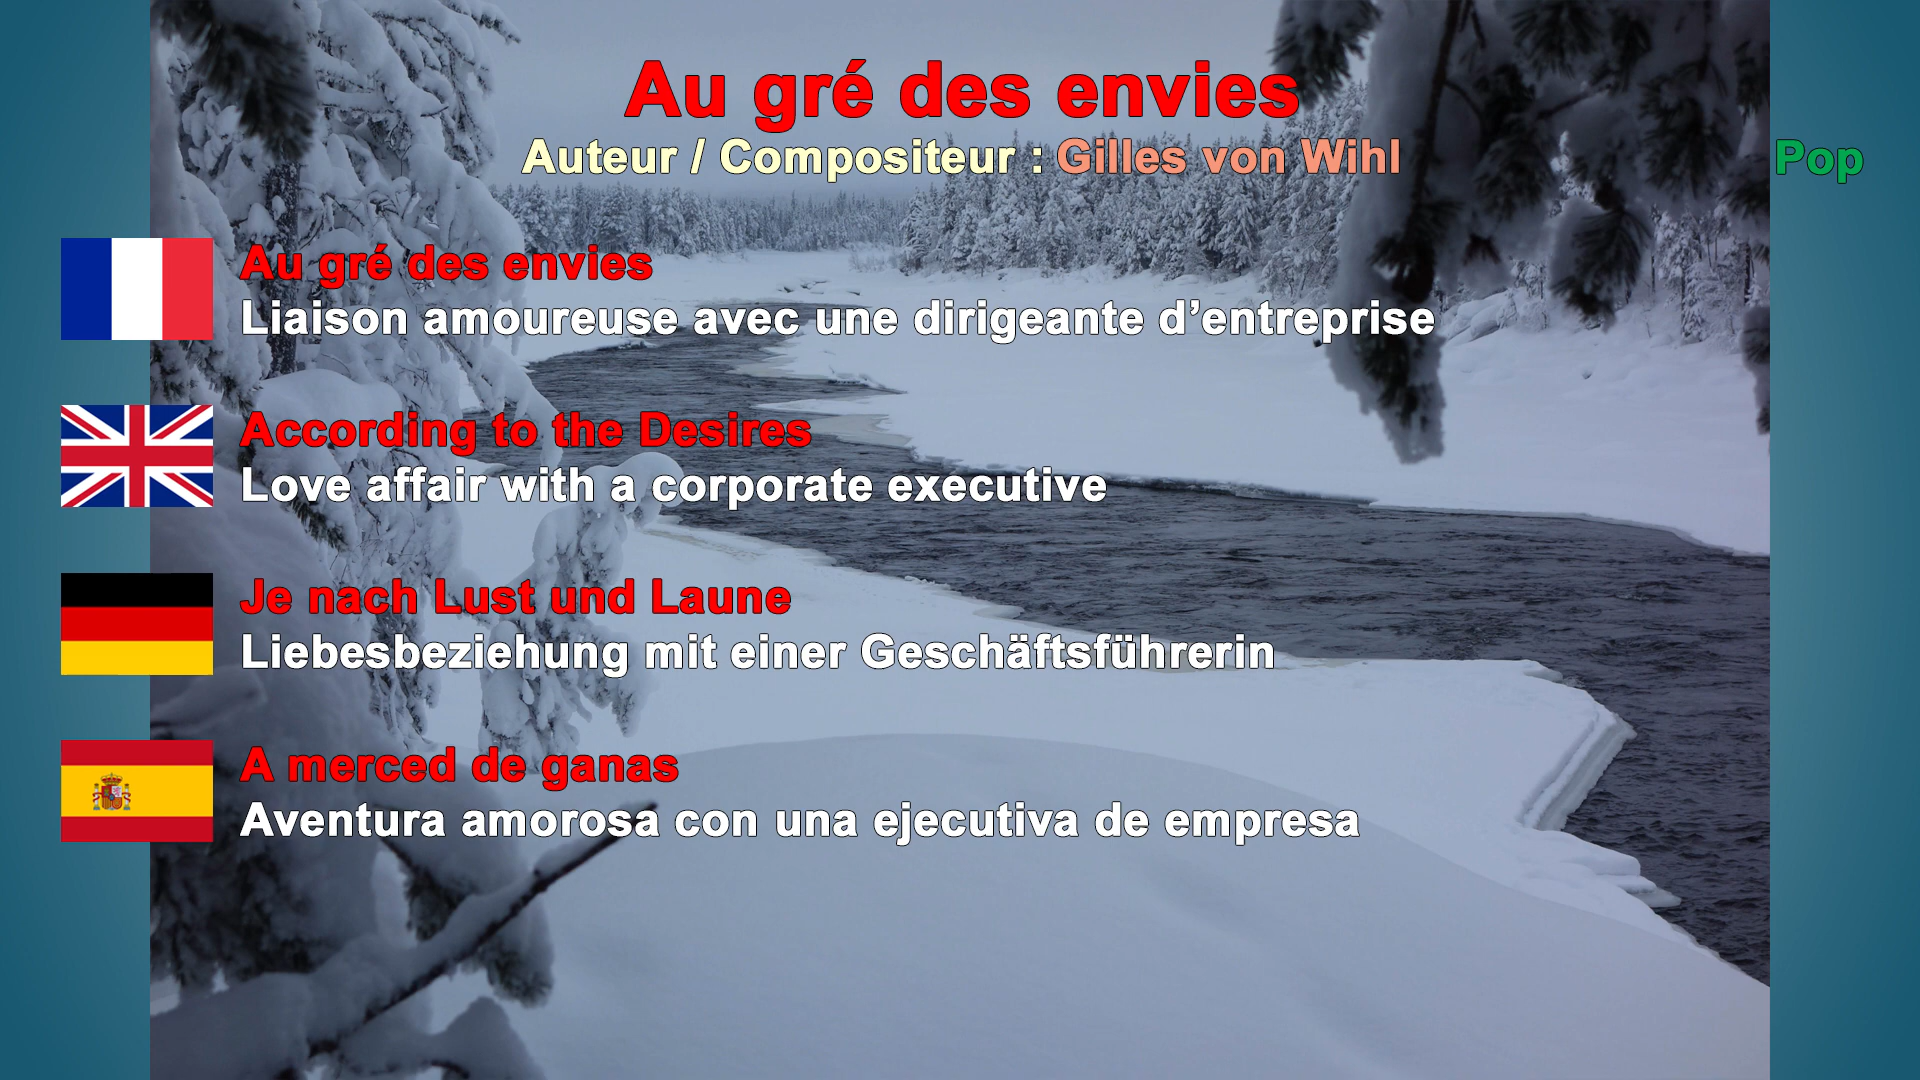 Au gré des envies
Auteur / Compositeur : Gilles von Wihl
Pop
Au gré des envies
Liaison amoureuse avec une dirigeante d’entreprise
According to the Desires
Love affair with a corporate executive
Je nach Lust und Laune
Liebesbeziehung mit einer Geschäftsführerin
A merced de ganas
Aventura amorosa con una ejecutiva de empresa